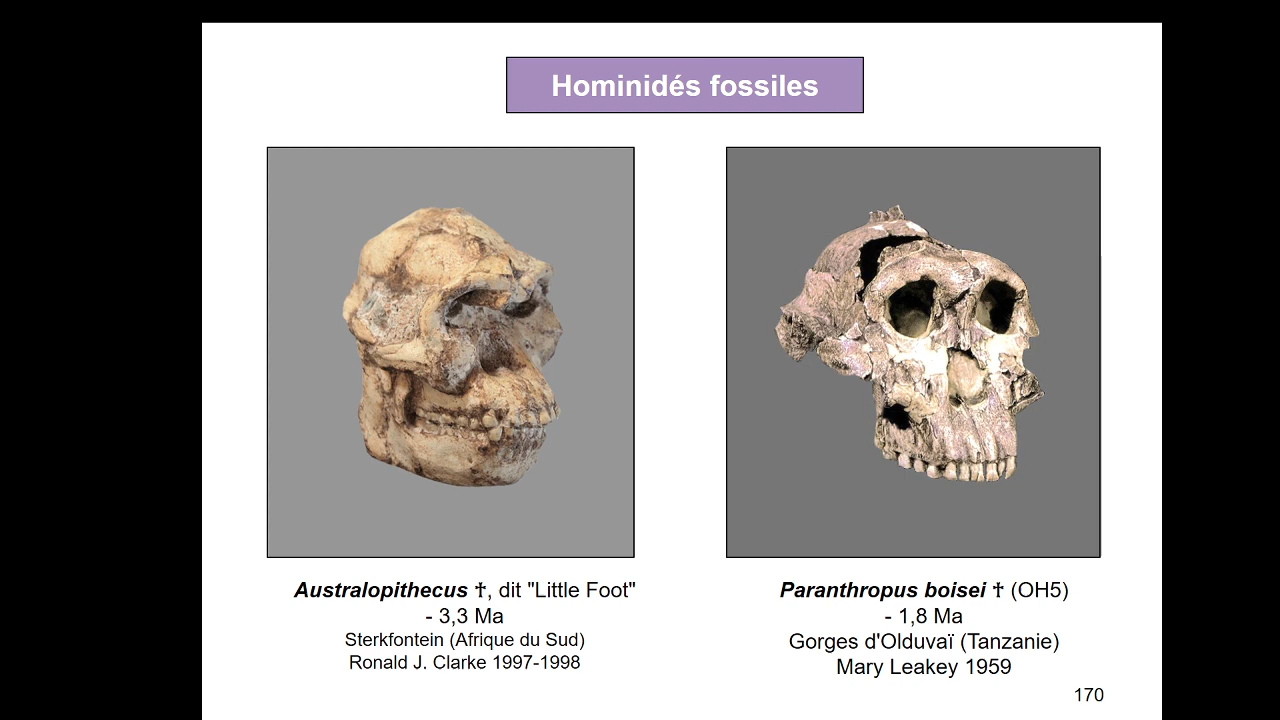 Hominidés fossiles
Australopithecus ✝, dit "Little Foot"
- 3,3 Ma
Sterkfontein (Afrique du Sud)
Ronald J. Clarke 1997-1998
Paranthropus boisei ✝ (OH5)
- 1,8 Ma
Gorges d'Olduvaï (Tanzanie)
Mary Leakey 1959
170